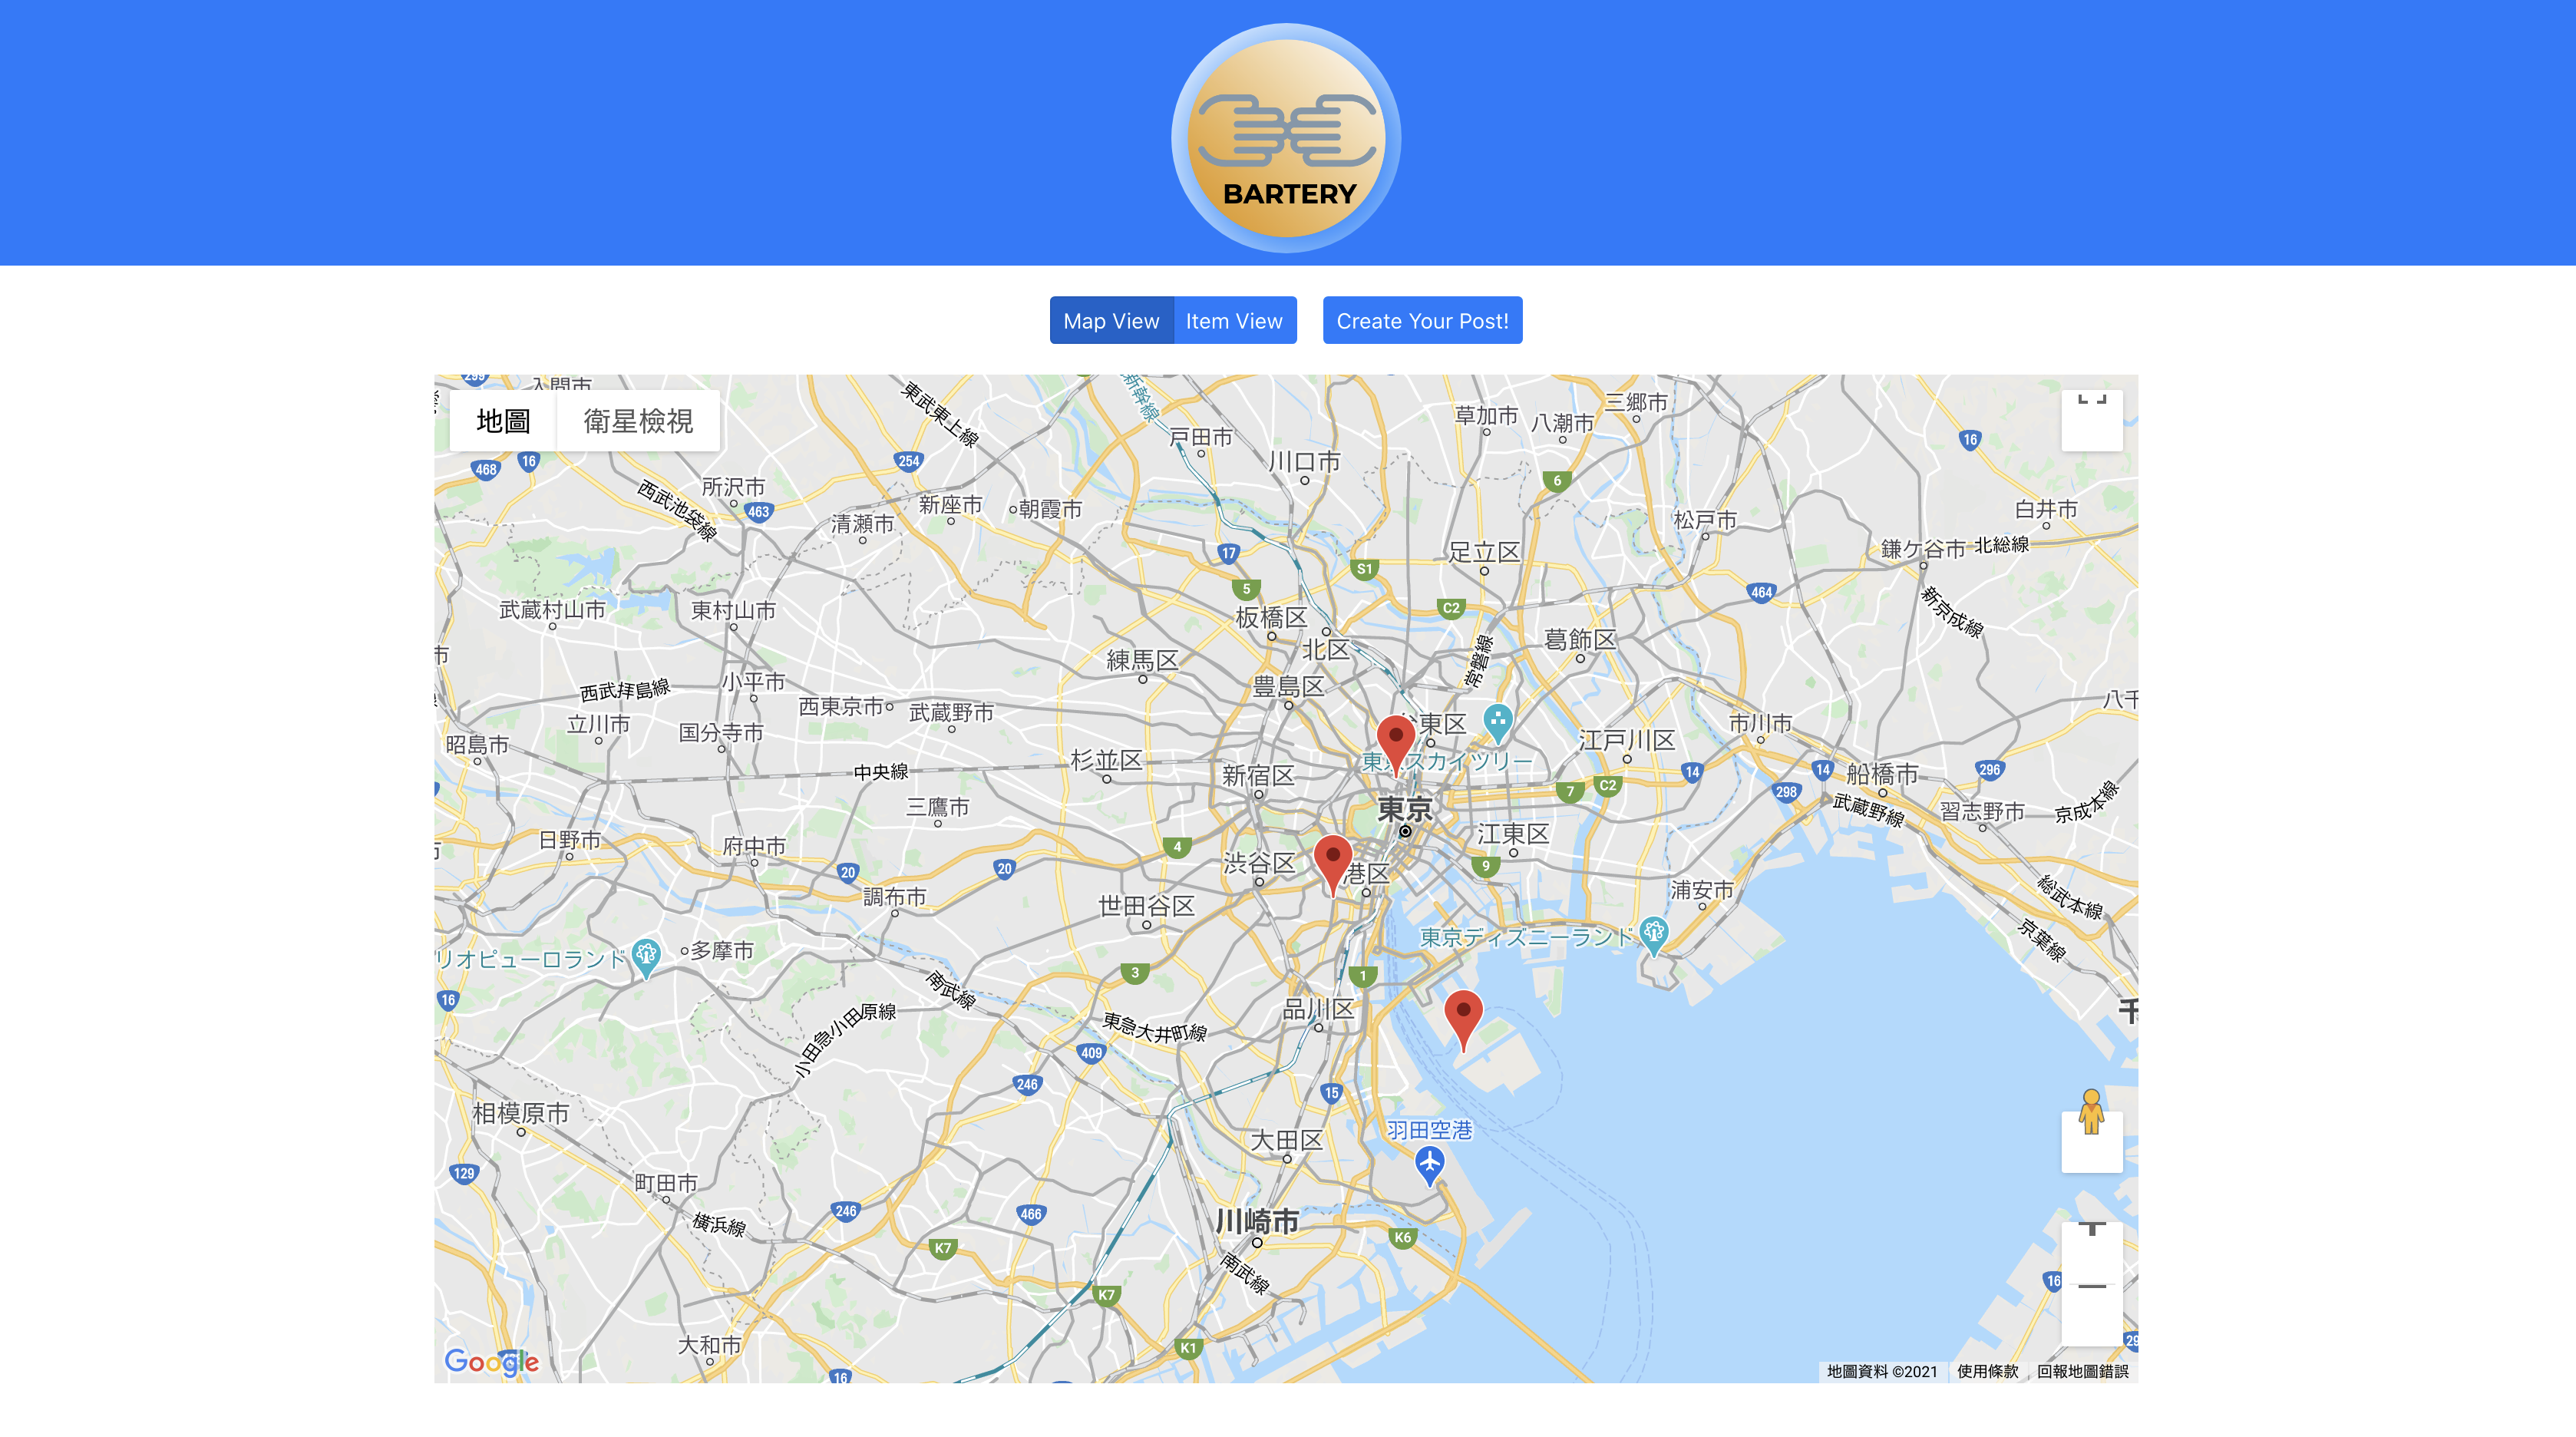 BARTERY
Map View
Item View
Create Your Post!
地圖
衛星檢視
入間市
東武東上線
新幹線
戸田市
川口市
草加市
八潮市
三郷市
16
468
16
254
所沢市
463
西武池袋線
清瀬市
新座市
朝霞市
6
松戸市
白井市
鎌ケ谷市
北総線
17
S1
足立区
5
板橋区
C2
464
新京成線
武蔵村山市
東村山市
北区
常磐線
葛飾区
練馬区
西武拝島線
小平市
豊島区
西東京市
武蔵野市
立川市
国分寺市
台東区
市川市
昭島市
杉並区
江戸川区
中央線
新宿区
東京スカイツリー
14
14
船橋市
296
7
C2
298
三鷹市
東京
武蔵野線
習志野市
京成本線
日野市
府中市
4
江東区
20
20
渋谷区
港区
9
調布市
世田谷区
浦安市
総武本線
京葉線
東京ディズニーランド
リオピューロランド
多摩市
3
1
16
南武線
品川区
小田急小田原線
東急大井町線
409
246
15
相模原市
大田区
羽田空港
129
町田市
横浜線
246
466
川崎市
K7
K6
南武線
K7
16
大和市
K1
16
Google
地圖資料 ©2021
使用條款
回報地圖錯誤